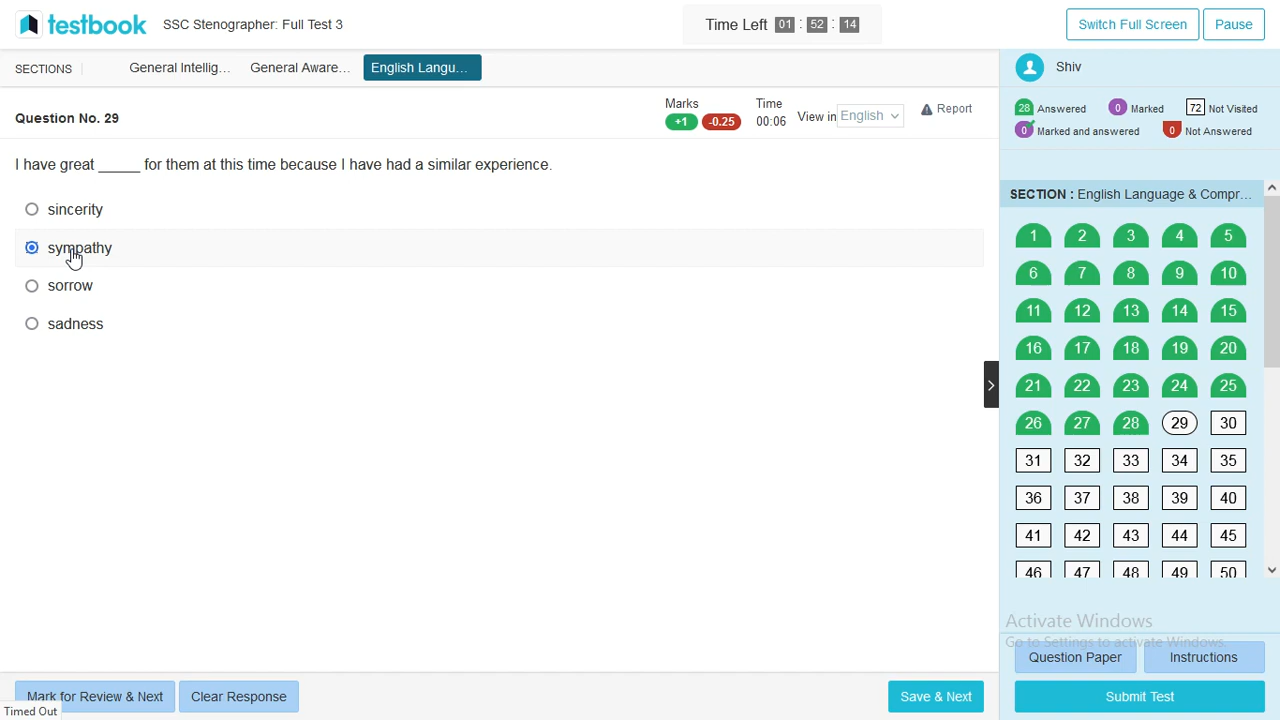 testbook SSC Stenographer: Full Test 3 Time Left 01 : 52 : 14 Switch Full Screen Pause
SECTIONS General Intellig... General Aware... English Langu... Shiv
Question No. 29 Marks +1 -0.25 Time 00:06 View in English Report
28 Answered 0 Marked 72 Not Visited
0 Marked and answered 0 Not Answered
I have great _____ for them at this time because I have had a similar experience.
sincerity
sympathy
sorrow
sadness
SECTION : English Language & Compr...
1 2 3 4 5
6 7 8 9 10
11 12 13 14 15
16 17 18 19 20
21 22 23 24 25
26 27 28 29 30
31 32 33 34 35
36 37 38 39 40
41 42 43 44 45
46 47 48 49 50
Activate Windows
Go to Settings to activate Windows.
Question Paper Instructions
Mark for Review & Next Clear Response Save & Next Submit Test
Timed Out